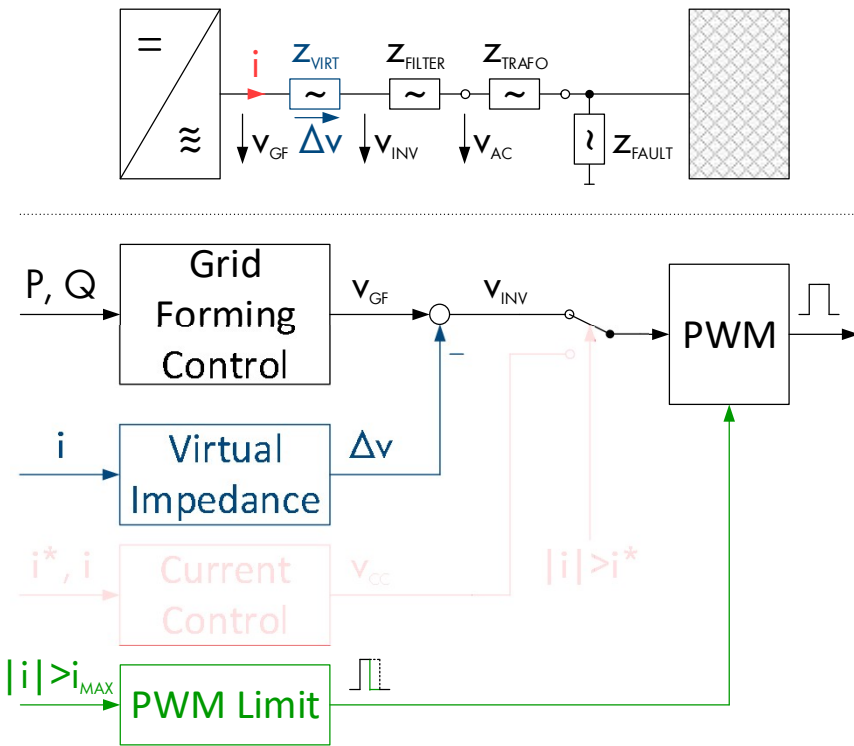 i
Z_VIRT
Z_FILTER
Z_TRAFO
v_GF
Δv
v_INV
v_AC
Z_FAULT
P, Q
Grid
Forming
Control
v_GF
v_INV
PWM
−
i
Virtual
Impedance
Δv
i*, i
Current
Control
v_CC
|i|>i*
|i|>i_MAX
PWM Limit